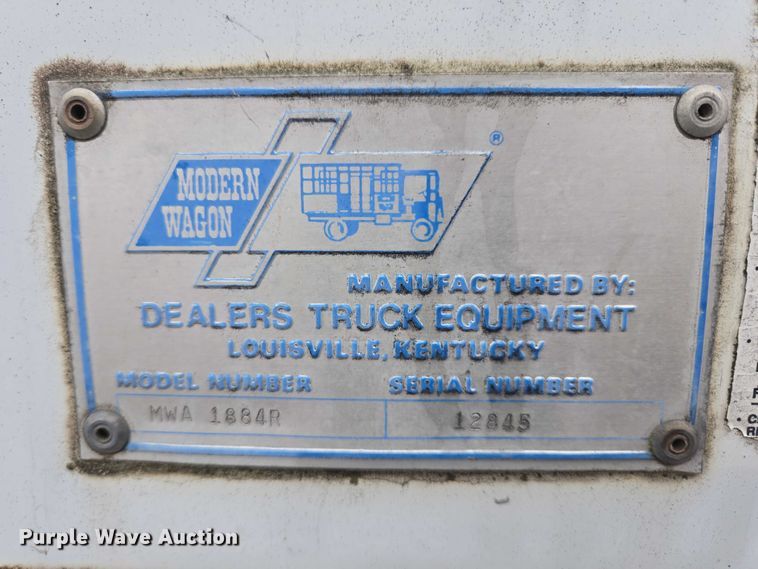 MODERN
WAGON
®
MANUFACTURED BY:
DEALERS TRUCK EQUIPMENT
LOUISVILLE, KENTUCKY
MODEL NUMBER SERIAL NUMBER
MWA 1884R 12845
Purple Wave Auction